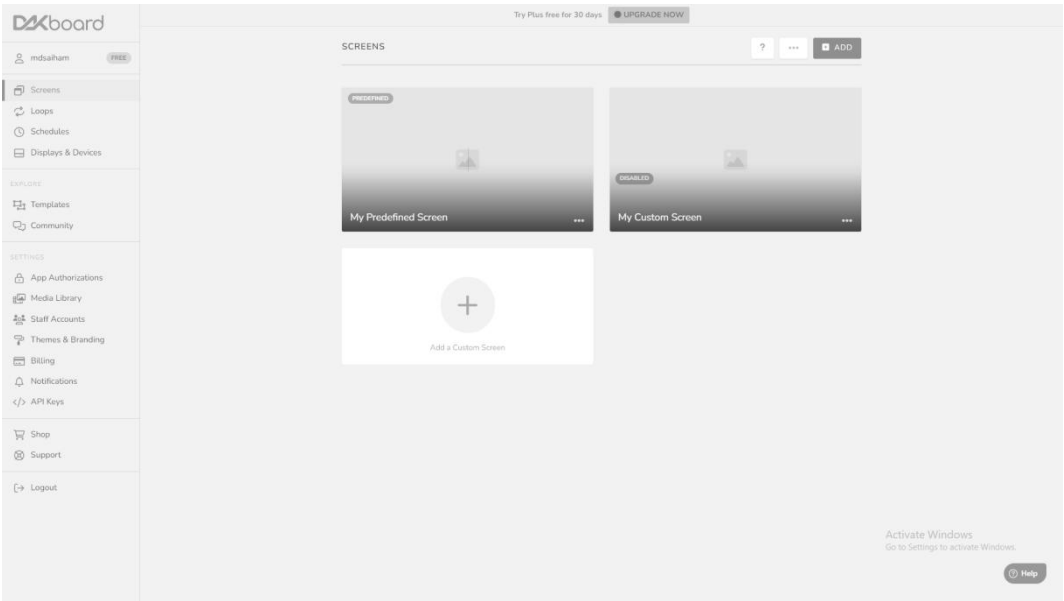 DAKboard
Try Plus free for 30 days UPGRADE NOW
mdsaiham FREE
Screens
Loops
Schedules
Displays & Devices
EXPLORE
Templates
Community
SETTINGS
App Authorizations
Media Library
Staff Accounts
Themes & Branding
Billing
Notifications
</> API Keys
Shop
Support
Logout
SCREENS
? ... ADD
PREDEFINED
My Predefined Screen ...
DISABLED
My Custom Screen ...
Add a Custom Screen
Activate Windows
Go to Settings to activate Windows.
? Help